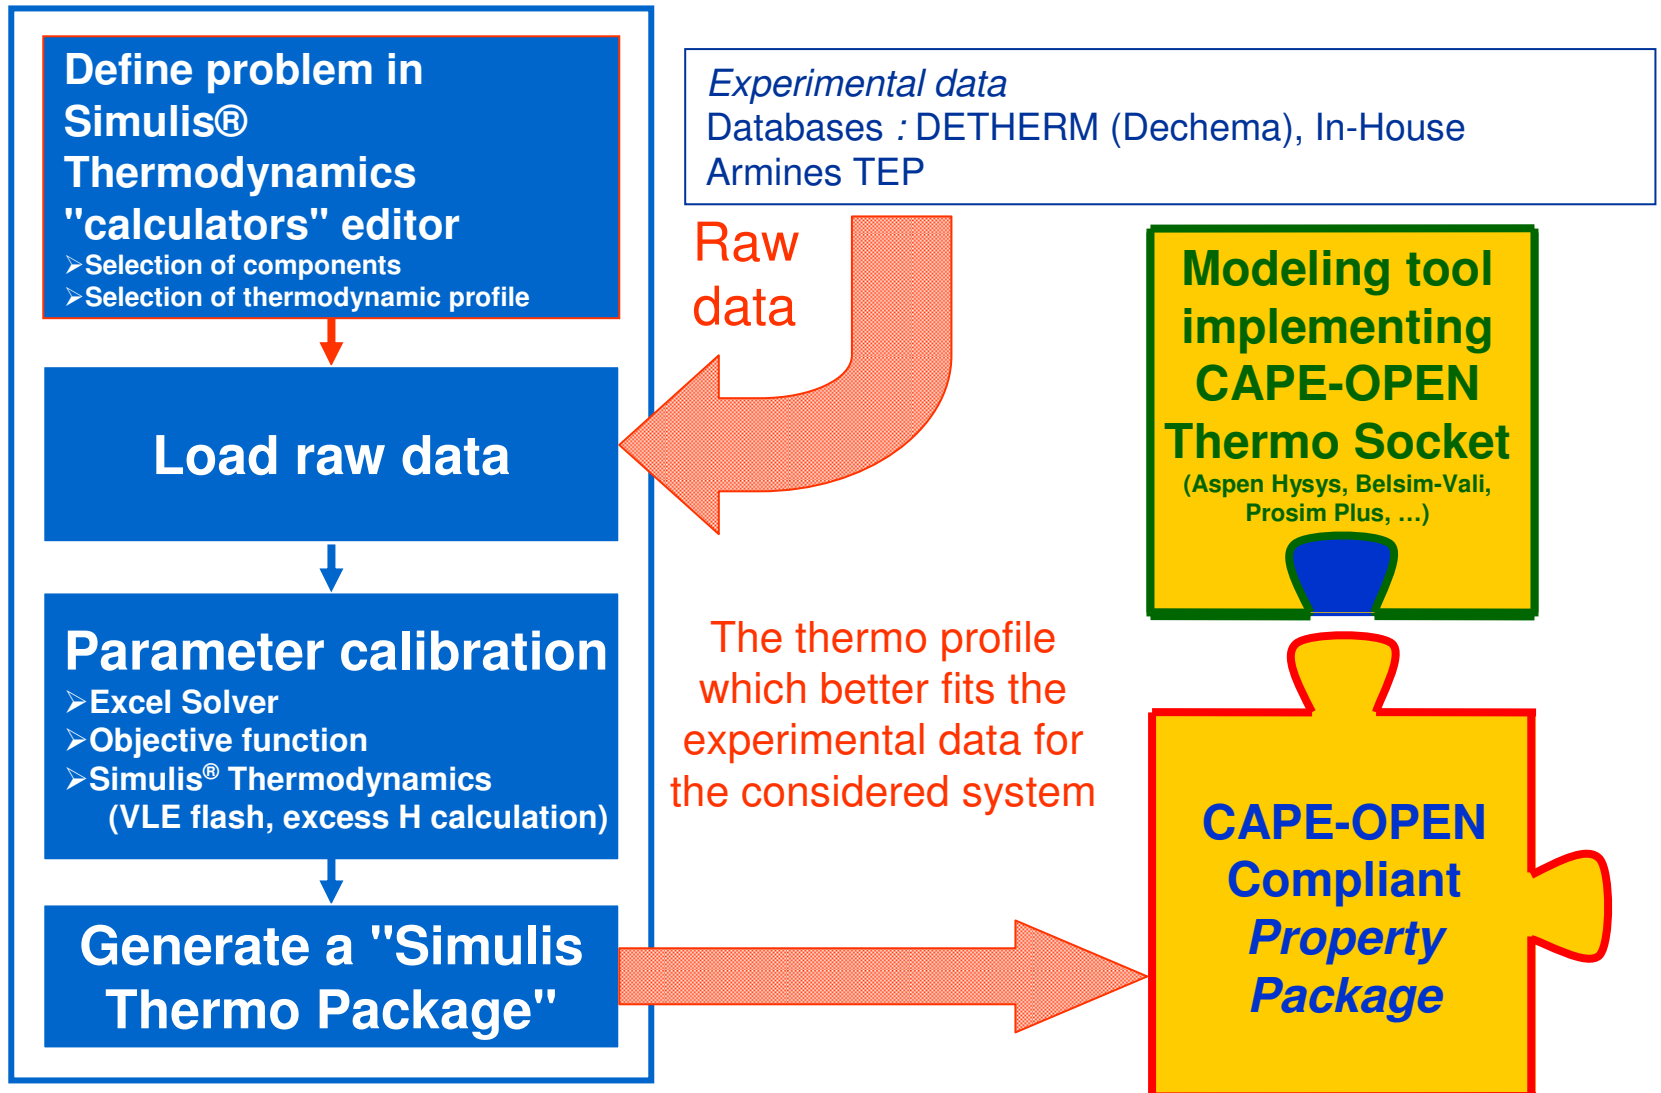 Define problem in
Simulis®
Thermodynamics
"calculators" editor
➢Selection of components
➢Selection of thermodynamic profile
Load raw data
Parameter calibration
➢Excel Solver
➢Objective function
➢Simulis® Thermodynamics
(VLE flash, excess H calculation)
Generate a "Simulis
Thermo Package"
Experimental data
Databases : DETHERM (Dechema), In-House
Armines TEP
Raw
data
The thermo profile
which better fits the
experimental data for
the considered system
Modeling tool
implementing
CAPE-OPEN
Thermo Socket
(Aspen Hysys, Belsim-Vali,
Prosim Plus, …)
CAPE-OPEN
Compliant
Property
Package